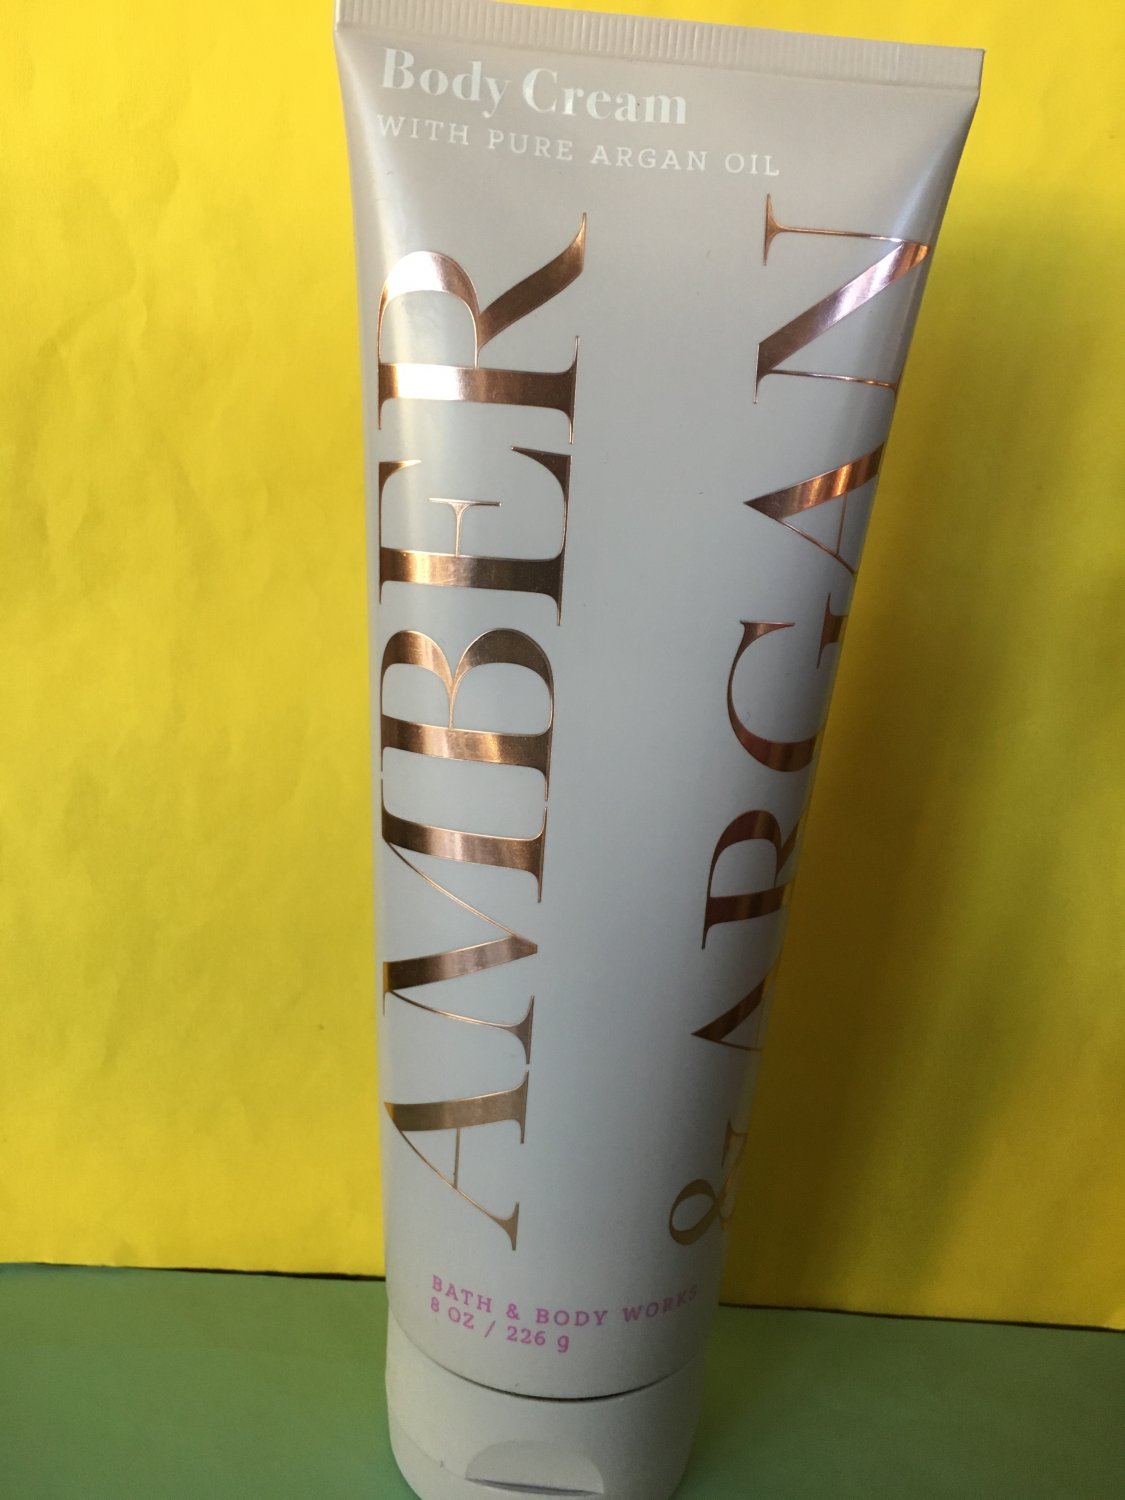 Body Cream
WITH PURE ARGAN OIL
AMBER
& ARGAN
BATH & BODY WORKS
8 OZ / 226 g